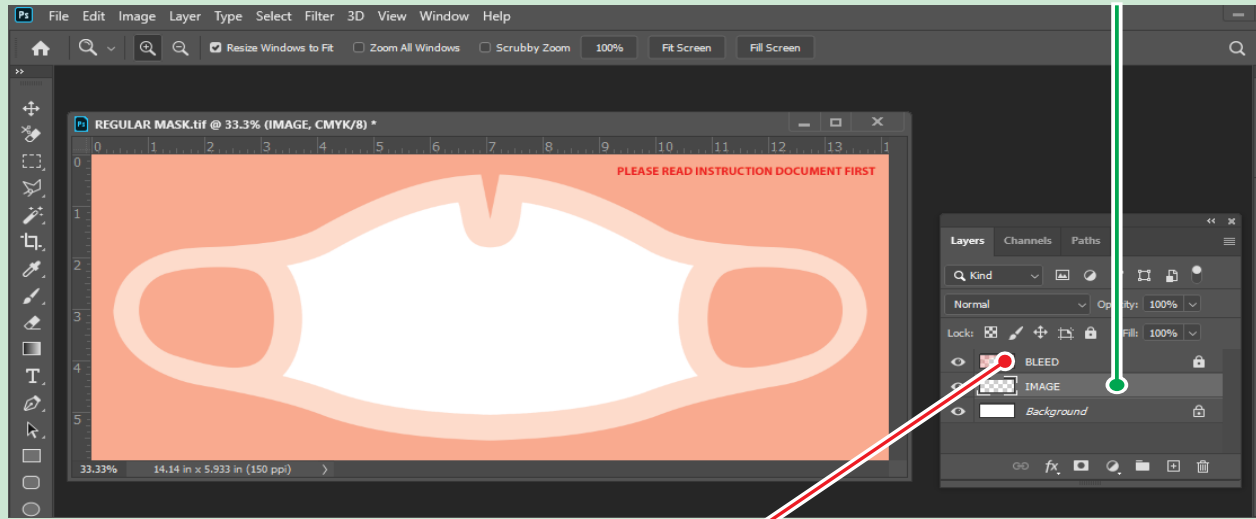 Ps File Edit Image Layer Type Select Filter 3D View Window Help
Resize Windows to Fit Zoom All Windows Scrubby Zoom 100% Fit Screen Fill Screen
Ps REGULAR MASK.tif @ 33.3% (IMAGE, CMYK/8) *
0 1 2 3 4 5 6 7 8 9 10 11 12 13 1
0
PLEASE READ INSTRUCTION DOCUMENT FIRST
1
2
3
4
5
33.33% 14.14 in x 5.933 in (150 ppi)
T
Layers Channels Paths
Kind
Normal 100%
Lock: Fill: 100%
BLEED
IMAGE
Background
fx